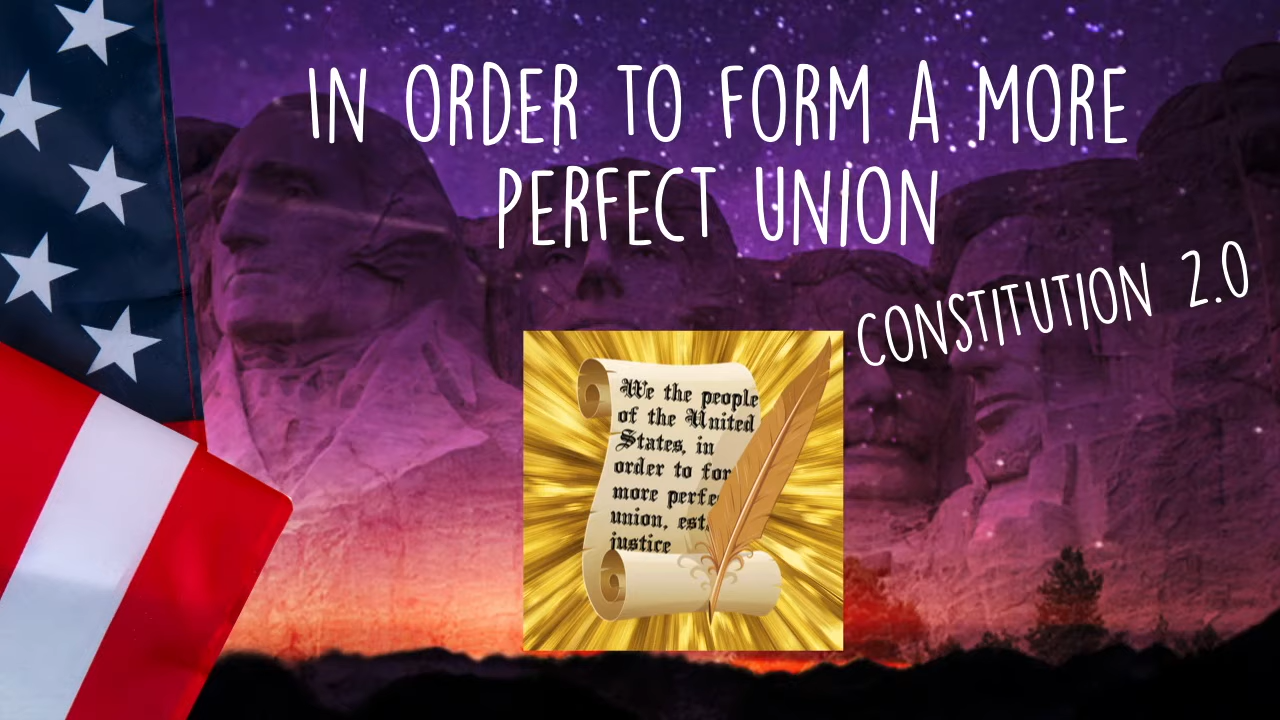 IN ORDER TO FORM A MORE
PERFECT UNION
CONSTITUTION 2.0
We the people
of the United
States, in
order to for
more perfe
union, est
justice